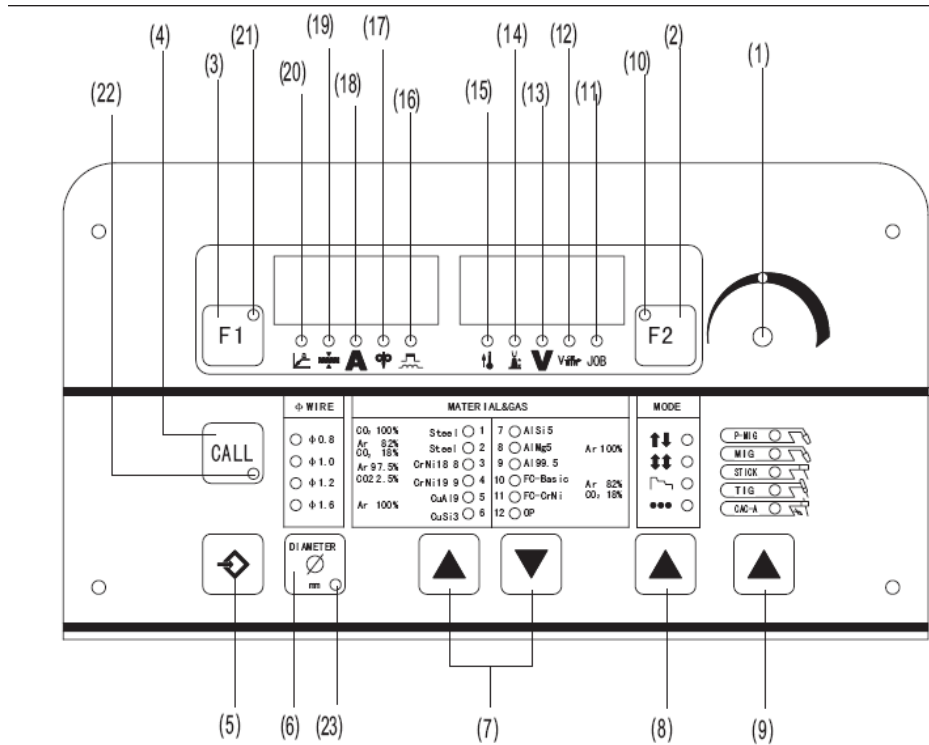 (4)
(21)
(19)
(17)
(14)
(12)
(2)
(3)
(20)
(18)
(16)
(15)
(13)
(11)
(10)
(1)
(22)
F1
F2
A
V
JOB
CALL
Φ WIRE
Φ0.8
Φ1.0
Φ1.2
Φ1.6
MATERIAL&GAS
CO₂ 100%
Ar 82%
CO₂ 18%
Ar 97.5%
CO2 2.5%
Ar 100%
Steel 1
Steel 2
CrNi18 8 3
CrNi19 9 4
CuAl9 5
CuSi3 6
7 AlSi5
8 AlMg5
9 Al99.5
10 FC-Basic
11 FC-CrNi
12 OP
Ar 100%
Ar 82%
CO₂ 18%
MODE
P-MIG
MIG
STICK
TIG
CAC-A
DIAMETER
Ø
mm
(5)
(6)
(23)
(7)
(8)
(9)